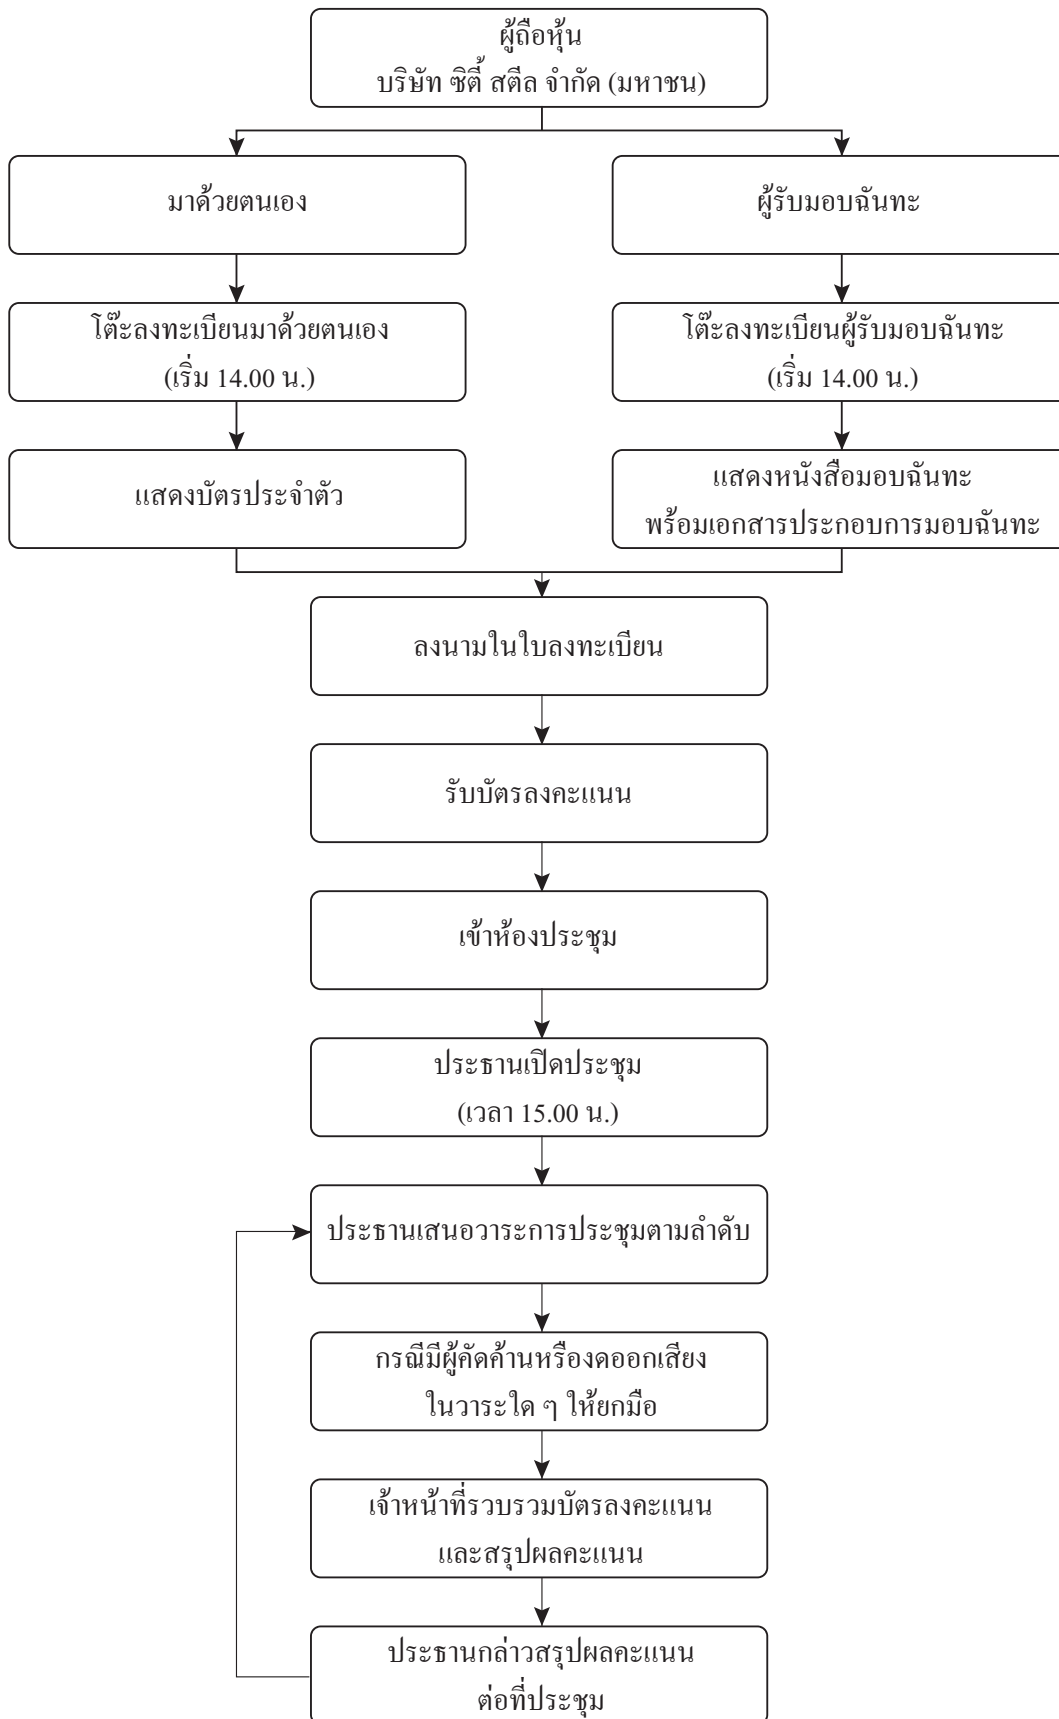 ผู้ถือหุ้น
บริษัท ซิตี้ สตีล จำกัด (มหาชน)
มาด้วยตนเอง
ผู้รับมอบฉันทะ
โต๊ะลงทะเบียนมาด้วยตนเอง
(เริ่ม 14.00 น.)
โต๊ะลงทะเบียนผู้รับมอบฉันทะ
(เริ่ม 14.00 น.)
แสดงบัตรประจำตัว
แสดงหนังสือมอบฉันทะ
พร้อมเอกสารประกอบการมอบฉันทะ
ลงนามในใบลงทะเบียน
รับบัตรลงคะแนน
เข้าห้องประชุม
ประธานเปิดประชุม
(เวลา 15.00 น.)
ประธานเสนอวาระการประชุมตามลำดับ
กรณีมีผู้คัดค้านหรืองดออกเสียง
ในวาระใด ๆ ให้ยกมือ
เจ้าหน้าที่รวบรวมบัตรลงคะแนน
และสรุปผลคะแนน
ประธานกล่าวสรุปผลคะแนน
ต่อที่ประชุม